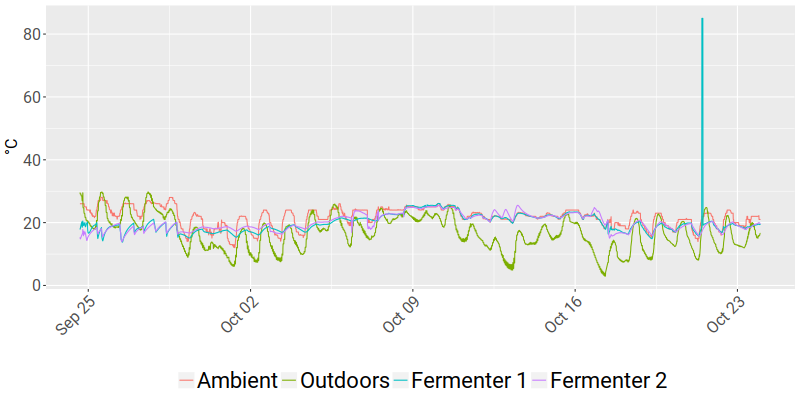 80
60
40
20
0
°C
Sep 25
Oct 02
Oct 09
Oct 16
Oct 23
Ambient Outdoors Fermenter 1 Fermenter 2